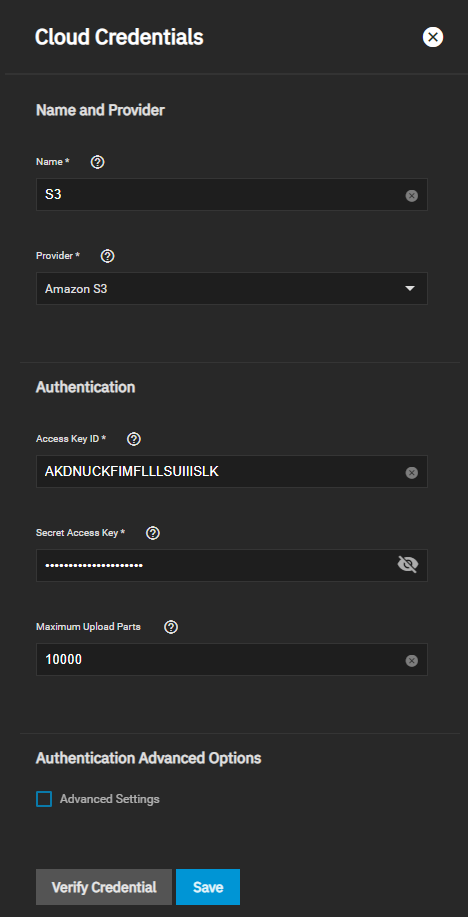 Cloud Credentials
Name and Provider
Name *
S3
Provider *
Amazon S3
Authentication
Access Key ID *
AKDNUCKFIMFLLLSUIIISLK
Secret Access Key *
•••••••••••••••••••••
Maximum Upload Parts
10000
Authentication Advanced Options
Advanced Settings
Verify Credential Save